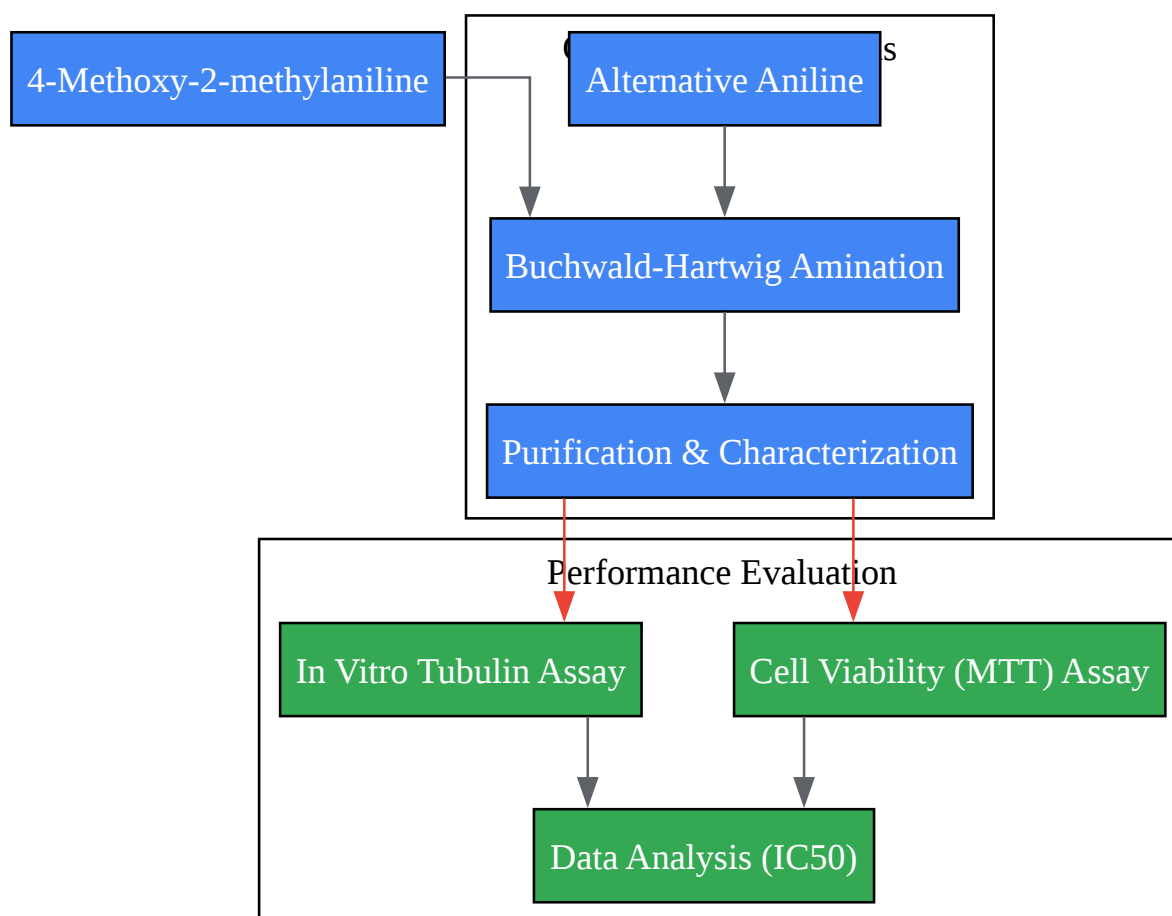 4-Methoxy-2-methylaniline
Alternative Aniline
Buchwald-Hartwig Amination
Purification & Characterization
Performance Evaluation
In Vitro Tubulin Assay
Cell Viability (MTT) Assay
Data Analysis (IC50)